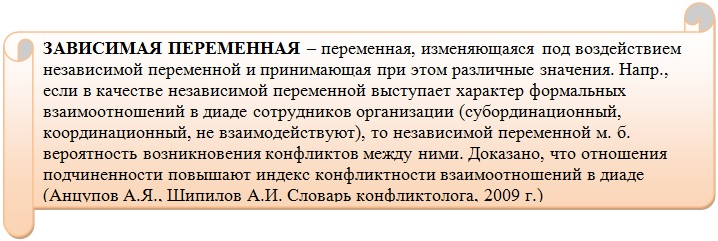 ЗАВИСИМАЯ ПЕРЕМЕННАЯ – переменная, изменяющаяся под воздействием
независимой переменной и принимающая при этом различные значения. Напр.,
если в качестве независимой переменной выступает характер формальных
взаимоотношений в диаде сотрудников организации (субординационный,
координационный, не взаимодействуют), то независимой переменной м. б.
вероятность возникновения конфликтов между ними. Доказано, что отношения
подчиненности повышают индекс конфликтности взаимоотношений в диаде
(Анцупов А.Я., Шипилов А.И. Словарь конфликтолога, 2009 г.)